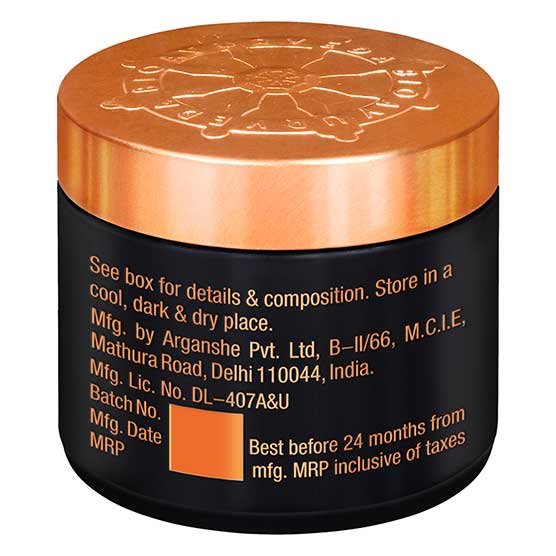 See box for details & composition. Store in a
cool, dark & dry place.
Mfg. by Arganshe Pvt. Ltd, B–II/66, M.C.I.E,
Mathura Road, Delhi 110044, India.
Mfg. Lic. No. DL–407A&U
Batch No.
Mfg. Date
MRP
Best before 24 months from
mfg. MRP inclusive of taxes